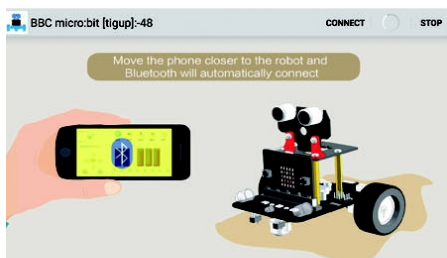 BBC micro:bit [tigup]:-48
CONNECT
STOP
Move the phone closer to the robot and
Bluetooth will automatically connect